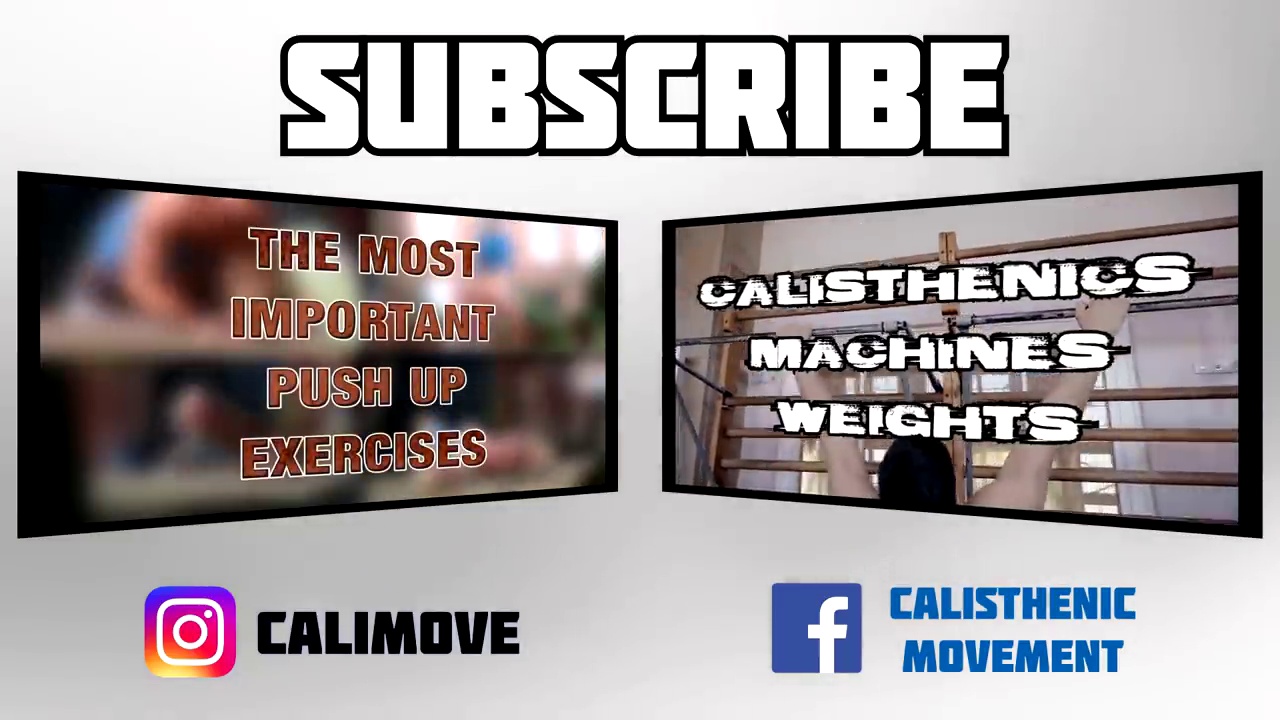 SUBSCRIBE
THE MOST
IMPORTANT
PUSH UP
EXERCISES
CALISTHENICS
MACHINES
WEIGHTS
CALIMOVE
CALISTHENIC
MOVEMENT